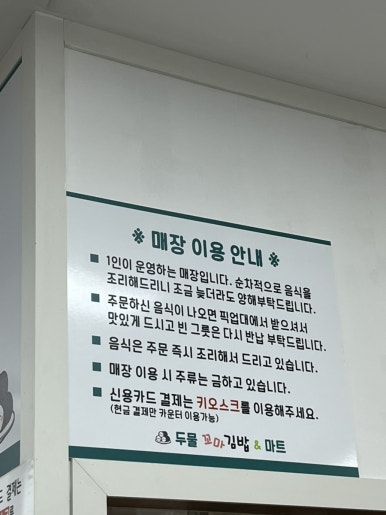 ※ 매장 이용 안내 ※
■ 1인이 운영하는 매장입니다. 순차적으로 음식을
조리해드리니 조금 늦더라도 양해부탁드립니다.
■ 주문하신 음식이 나오면 픽업대에서 받으셔서
맛있게 드시고 빈 그릇은 다시 반납 부탁드립니다.
■ 음식은 주문 즉시 조리해서 드리고 있습니다.
■ 매장 이용 시 주류는 금하고 있습니다.
■ 신용카드 결제는 키오스크를 이용해주세요.
(현금 결제만 카운터 이용가능)
두물 꼬마김밥 & 마트
드 결제는